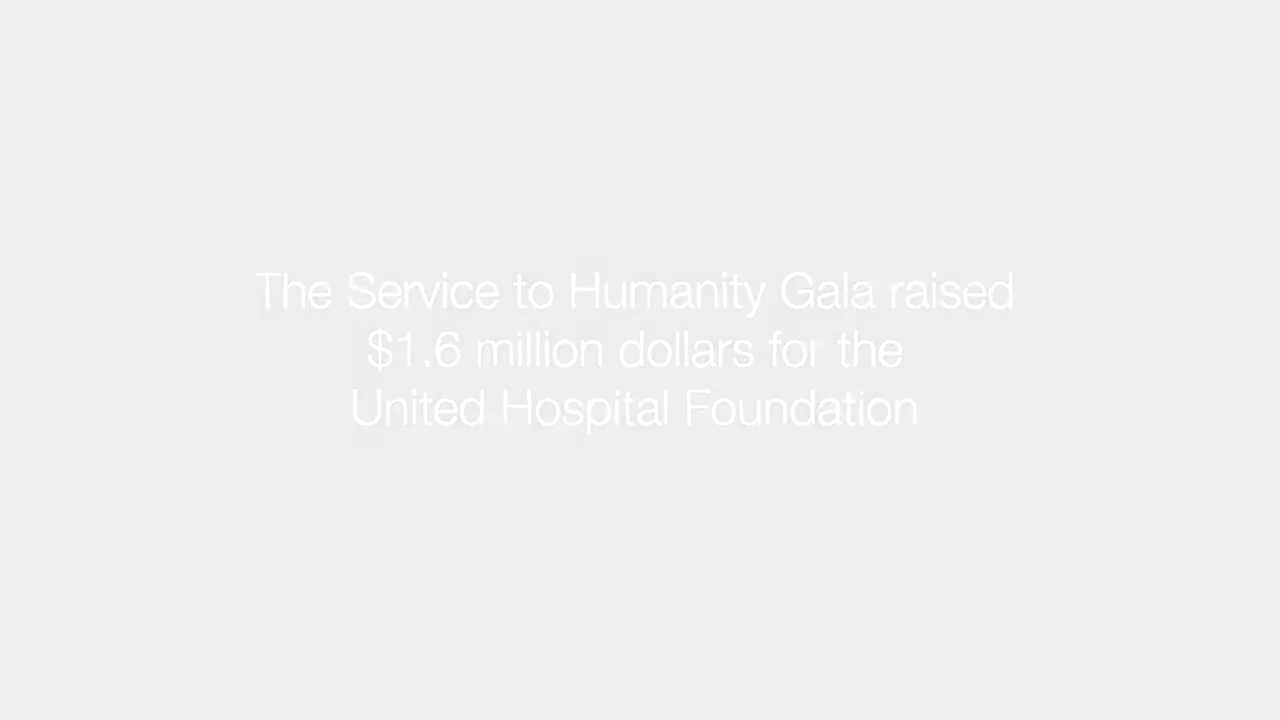 The Service to Humanity Gala raised
$1.6 million dollars for the
United Hospital Foundation